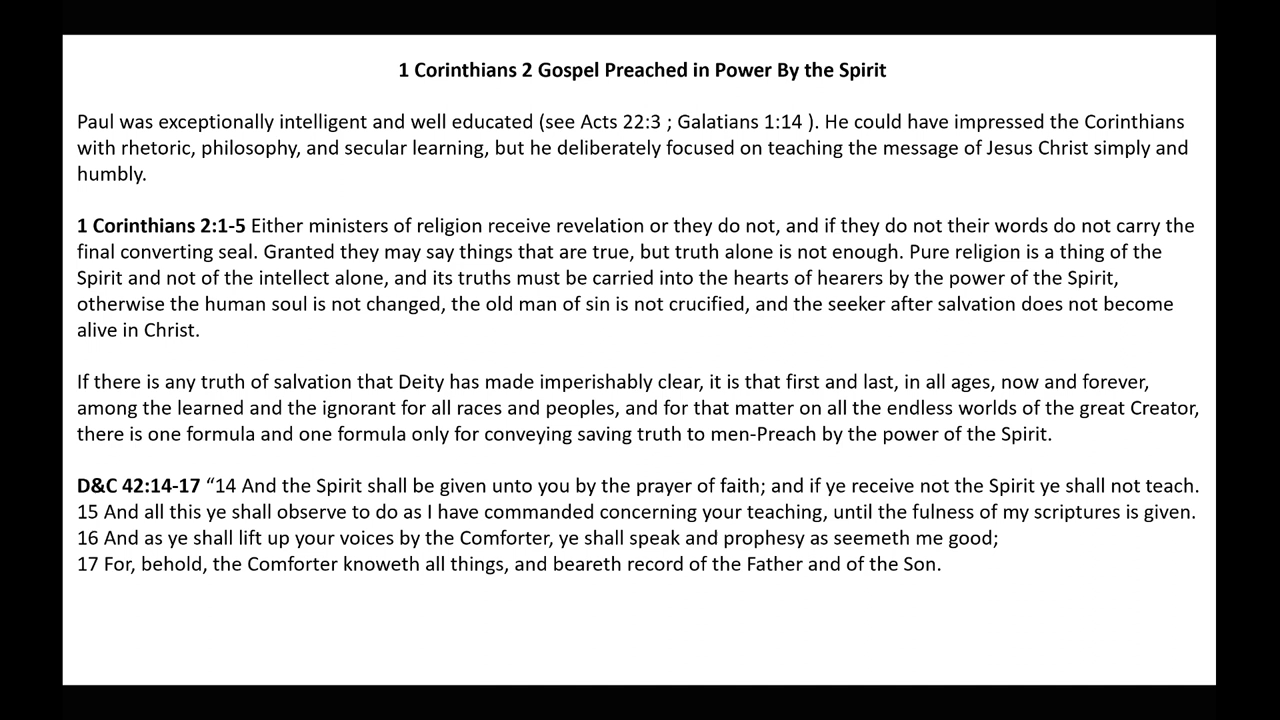 1 Corinthians 2 Gospel Preached in Power By the Spirit
Paul was exceptionally intelligent and well educated (see Acts 22:3 ; Galatians 1:14 ). He could have impressed the Corinthians
with rhetoric, philosophy, and secular learning, but he deliberately focused on teaching the message of Jesus Christ simply and
humbly.
1 Corinthians 2:1-5 Either ministers of religion receive revelation or they do not, and if they do not their words do not carry the
final converting seal. Granted they may say things that are true, but truth alone is not enough. Pure religion is a thing of the
Spirit and not of the intellect alone, and its truths must be carried into the hearts of hearers by the power of the Spirit,
otherwise the human soul is not changed, the old man of sin is not crucified, and the seeker after salvation does not become
alive in Christ.
If there is any truth of salvation that Deity has made imperishably clear, it is that first and last, in all ages, now and forever,
among the learned and the ignorant for all races and peoples, and for that matter on all the endless worlds of the great Creator,
there is one formula and one formula only for conveying saving truth to men-Preach by the power of the Spirit.
D&C 42:14-17 “14 And the Spirit shall be given unto you by the prayer of faith; and if ye receive not the Spirit ye shall not teach.
15 And all this ye shall observe to do as I have commanded concerning your teaching, until the fulness of my scriptures is given.
16 And as ye shall lift up your voices by the Comforter, ye shall speak and prophesy as seemeth me good;
17 For, behold, the Comforter knoweth all things, and beareth record of the Father and of the Son.